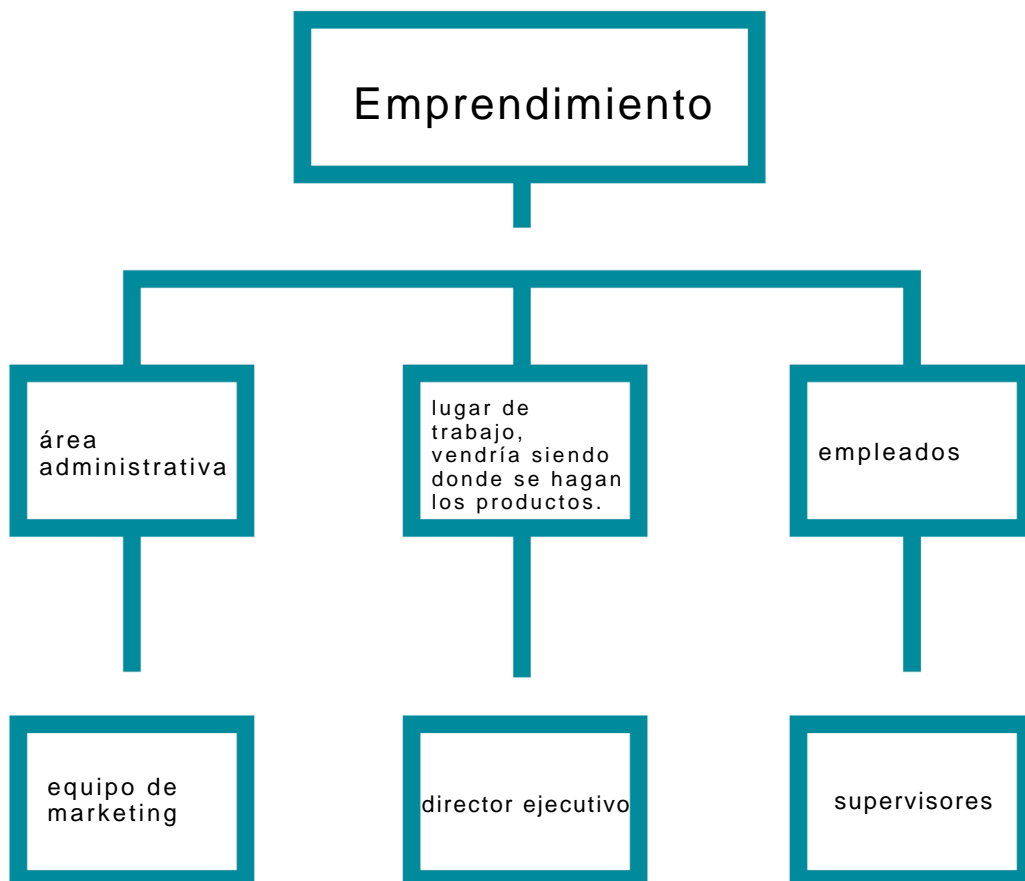 Emprendimiento
área
administrativa
lugar de
trabajo,
vendría siendo
donde se hagan
los productos.
empleados
equipo de
marketing
director ejecutivo
supervisores